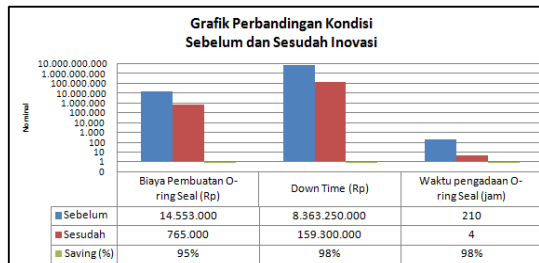 Grafik Perbandingan Kondisi
Sebelum dan Sesudah Inovasi
Nominal
10.000.000.000
1.000.000.000
100.000.000
10.000.000
1.000.000
100.000
10.000
1.000
100
10
1
0
Biaya Pembuatan O-
ring Seal (Rp)
Down Time (Rp)
Waktu pengadaan O-
ring Seal (jam)
Sebelum 14.553.000 8.363.250.000 210
Sesudah 765.000 159.300.000 4
Saving (%) 95% 98% 98%